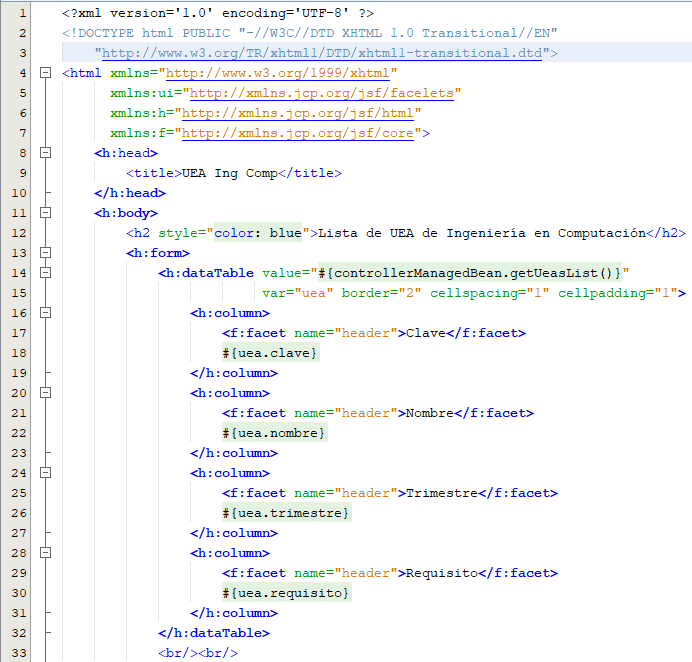 1 <?xml version='1.0' encoding='UTF-8' ?>
2 <!DOCTYPE html PUBLIC "-//W3C//DTD XHTML 1.0 Transitional//EN"
3 "http://www.w3.org/TR/xhtml1/DTD/xhtml1-transitional.dtd">
4 <html xmlns="http://www.w3.org/1999/xhtml"
5 xmlns:ui="http://xmlns.jcp.org/jsf/facelets"
6 xmlns:h="http://xmlns.jcp.org/jsf/html"
7 xmlns:f="http://xmlns.jcp.org/jsf/core">
8 <h:head>
9 <title>UEA Ing Comp</title>
10 </h:head>
11 <h:body>
12 <h2 style="color: blue">Lista de UEA de Ingeniería en Computación</h2>
13 <h:form>
14 <h:dataTable value="#{controllerManagedBean.getUeasList()}"
15 var="uea" border="2" cellspacing="1" cellpadding="1">
16 <h:column>
17 <f:facet name="header">Clave</f:facet>
18 #{uea.clave}
19 </h:column>
20 <h:column>
21 <f:facet name="header">Nombre</f:facet>
22 #{uea.nombre}
23 </h:column>
24 <h:column>
25 <f:facet name="header">Trimestre</f:facet>
26 #{uea.trimestre}
27 </h:column>
28 <h:column>
29 <f:facet name="header">Requisito</f:facet>
30 #{uea.requisito}
31 </h:column>
32 </h:dataTable>
33 <br/><br/>